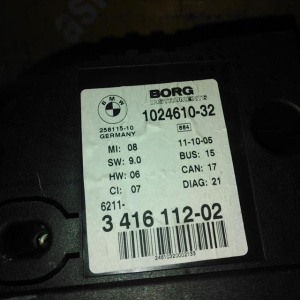 BMW
BORG
INSTRUMENTS
258115-10
GERMANY
1024610-32
884
MI: 08
11-10-05
SW: 9.0
BUS: 15
HW: 06
CAN: 17
CI: 07
DIAG: 21
6211-
3 416 112-02